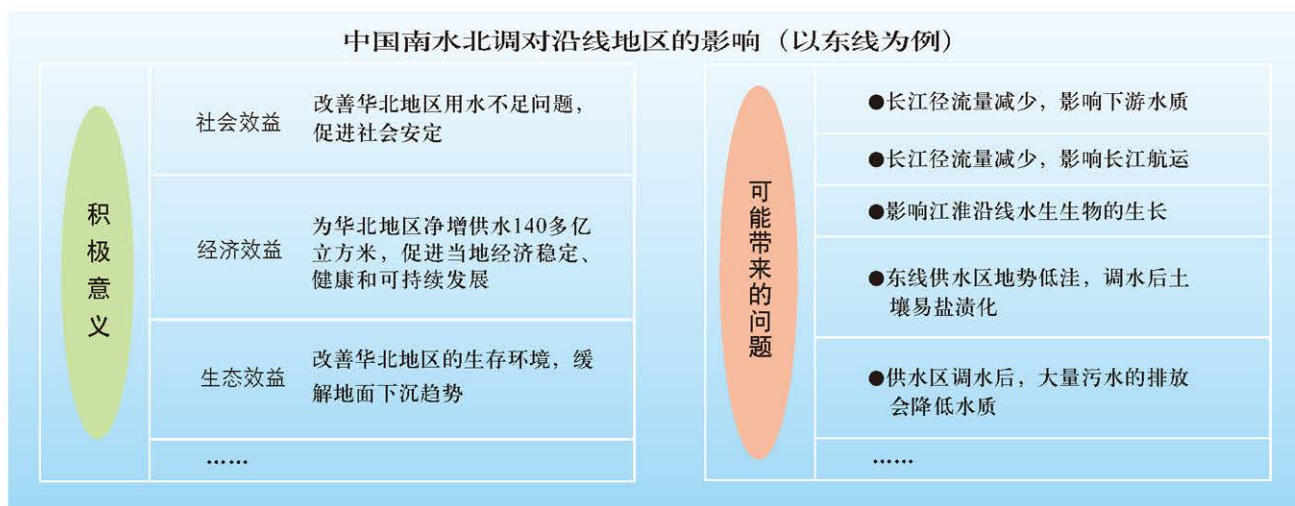 中国南水北调对沿线地区的影响（以东线为例）
积极意义
社会效益
改善华北地区用水不足问题，
促进社会安定
经济效益
为华北地区净增供水140多亿
立方米，促进当地经济稳定、
健康和可持续发展
生态效益
改善华北地区的生存环境，缓
解地面下沉趋势
……
可能带来的问题
●长江径流量减少，影响下游水质
●长江径流量减少，影响长江航运
●影响江淮沿线水生生物的生长
●东线供水区地势低洼，调水后土
壤易盐渍化
●供水区调水后，大量污水的排放
会降低水质
……